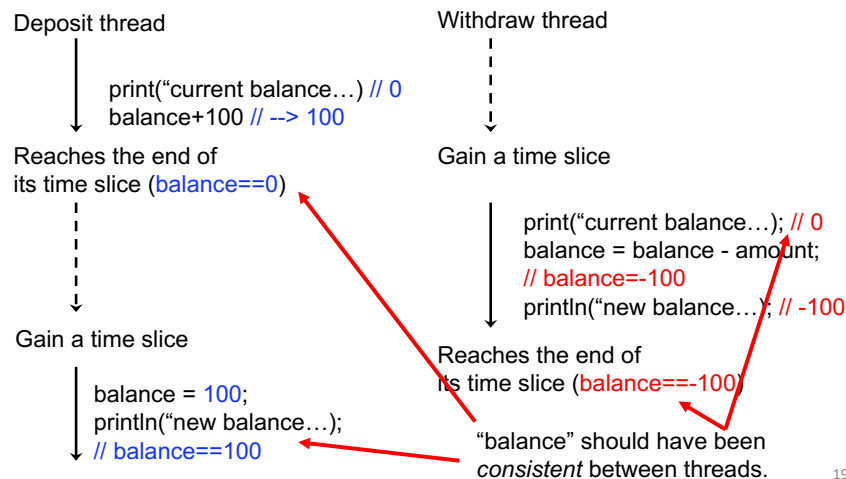 Deposit thread
print(“current balance…) // 0
balance+100 // --> 100
Reaches the end of
its time slice (balance==0)
Gain a time slice
balance = 100;
println(“new balance…);
// balance==100
Withdraw thread
Gain a time slice
print(“current balance…); // 0
balance = balance - amount;
// balance=-100
println(“new balance…); // -100
Reaches the end of
its time slice (balance==-100)
“balance” should have been
consistent between threads.
19